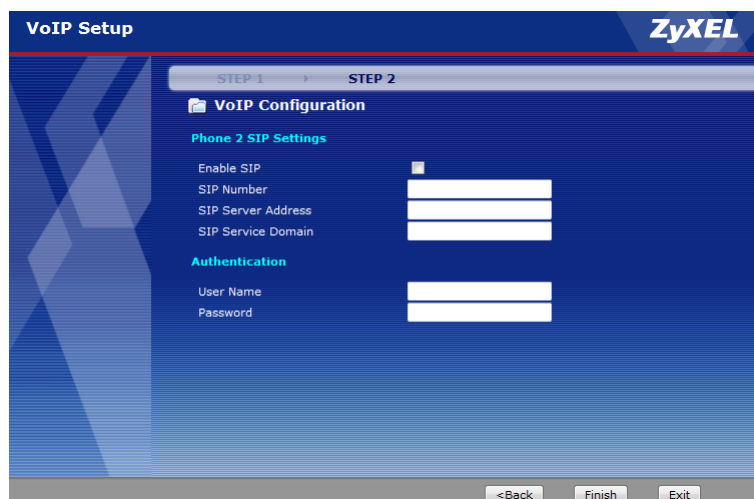 VoIP Setup
ZyXEL
STEP 1
STEP 2
VoIP Configuration
Phone 2 SIP Settings
Enable SIP
SIP Number
SIP Server Address
SIP Service Domain
Authentication
User Name
Password
<Back
Finish
Exit